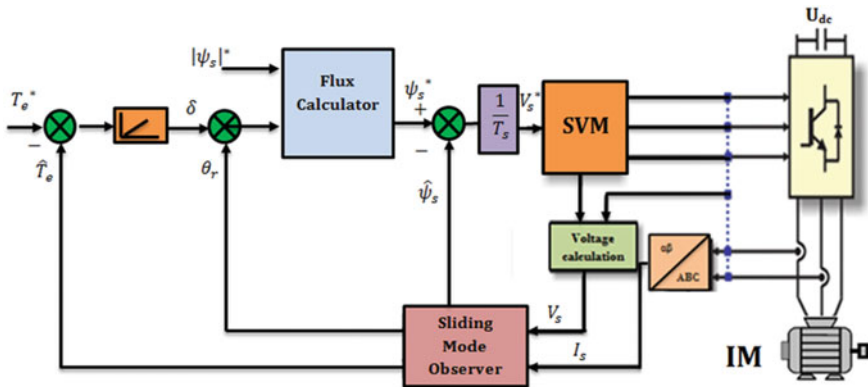 U_dc
|ψ_s|^*
Flux
Calculator
T_e^*
δ
ψ_s^*
+
1
T_s
V_s^*
SVM
−
−
T̂_e
θ_r
ψ̂_s
Voltage
calculation
αβ
ABC
Sliding
Mode
Observer
V_s
I_s
IM